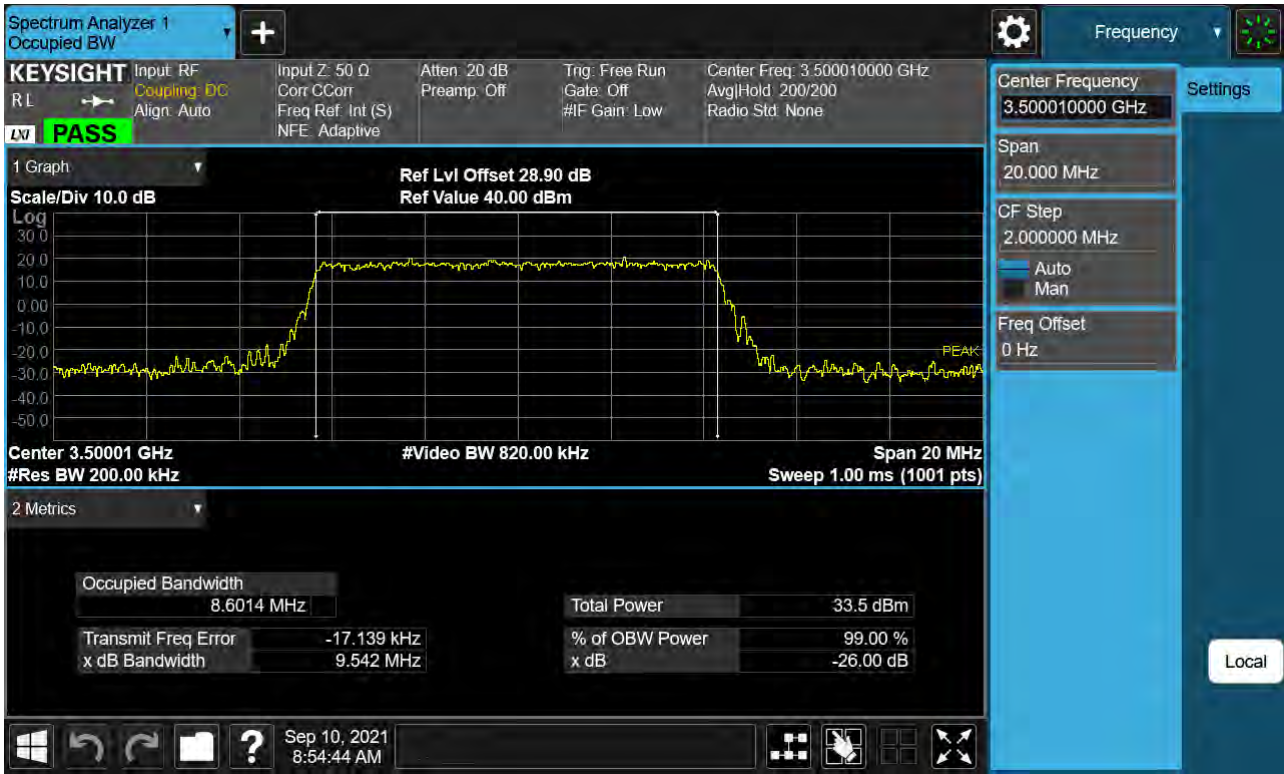 Spectrum Analyzer 1
Occupied BW
▼
+
Frequency
▼
KEYSIGHT
RL
LXI
PASS
Input: RF
Coupling: DC
Align: Auto
Input Z: 50 Ω
Corr CCorr
Freq Ref: Int (S)
NFE: Adaptive
Atten: 20 dB
Preamp: Off
Trig: Free Run
Gate: Off
#IF Gain: Low
Center Freq: 3.500010000 GHz
Avg|Hold: 200/200
Radio Std: None
Center Frequency
3.500010000 GHz
Settings
Span
20.000 MHz
CF Step
2.000000 MHz
Auto
Man
Freq Offset
0 Hz
Local
1 Graph
▼
Scale/Div 10.0 dB
Ref Lvl Offset 28.90 dB
Ref Value 40.00 dBm
Log
30.0
20.0
10.0
0.00
-10.0
-20.0
-30.0
-40.0
-50.0
PEAK
Center 3.50001 GHz
#Video BW 820.00 kHz
Span 20 MHz
#Res BW 200.00 kHz
Sweep 1.00 ms (1001 pts)
2 Metrics
▼
Occupied Bandwidth
8.6014 MHz
Total Power 33.5 dBm
Transmit Freq Error -17.139 kHz
% of OBW Power 99.00 %
x dB Bandwidth 9.542 MHz
x dB -26.00 dB
?
Sep 10, 2021
8:54:44 AM